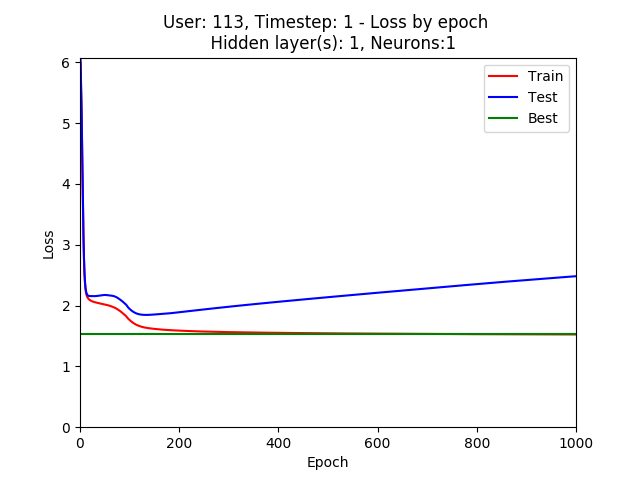 User: 113, Timestep: 1 - Loss by epoch
Hidden layer(s): 1, Neurons:1
Train
Test
Best
6
5
4
3
2
1
0
Loss
0 200 400 600 800 1000
Epoch